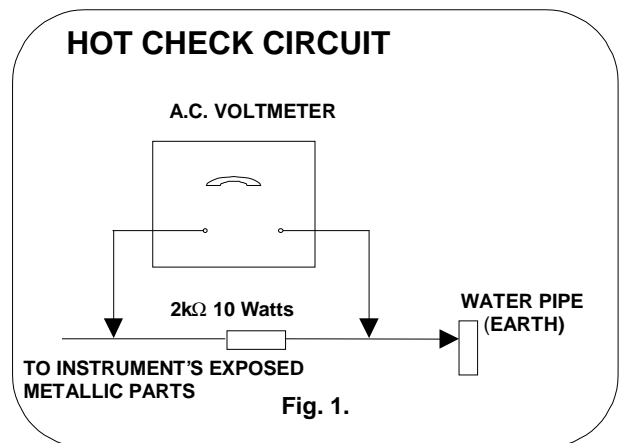 HOT CHECK CIRCUIT
A.C. VOLTMETER
2kΩ 10 Watts
WATER PIPE
(EARTH)
TO INSTRUMENT'S EXPOSED
METALLIC PARTS
Fig. 1.